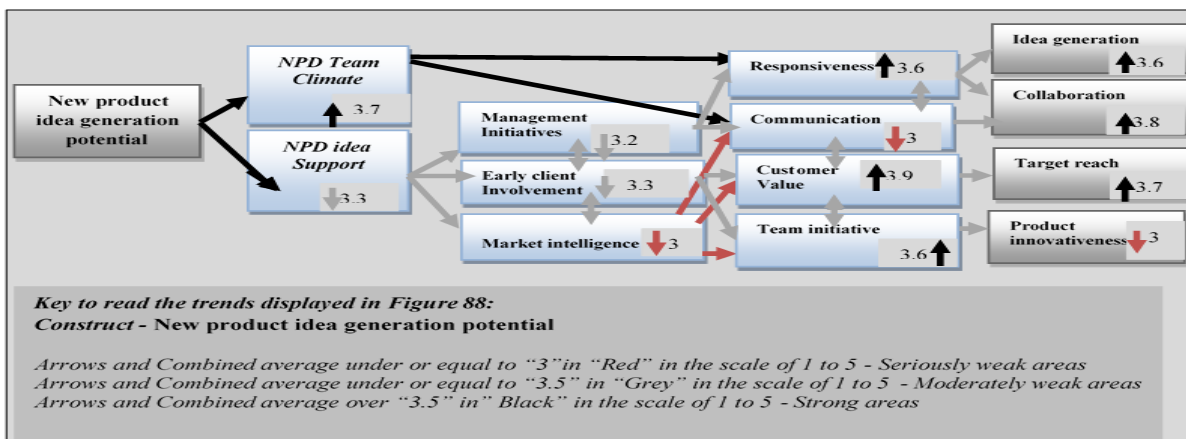 New product
idea generation
potential
NPD Team
Climate
3.7
NPD idea
Support
3.3
Management
Initiatives
3.2
Early client
Involvement
3.3
Market intelligence
3
Responsiveness
3.6
Communication
3
Customer
Value
3.9
Team initiative
3.6
Idea generation
3.6
Collaboration
3.8
Target reach
3.7
Product
innovativeness
3
Key to read the trends displayed in Figure 88:
Construct - New product idea generation potential
Arrows and Combined average under or equal to “3”in “Red” in the scale of 1 to 5 - Seriously weak areas
Arrows and Combined average under or equal to “3.5” in “Grey” in the scale of 1 to 5 - Moderately weak areas
Arrows and Combined average over “3.5” in” Black” in the scale of 1 to 5 - Strong areas